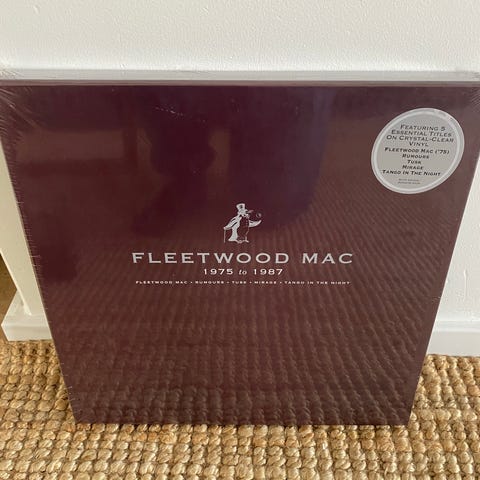 FEATURING 5
ESSENTIAL TITLES
ON CRYSTAL-CLEAR
VINYL
FLEETWOOD MAC ('75)
RUMOURS
TUSK
MIRAGE
TANGO IN THE NIGHT
FLEETWOOD MAC
1975 to 1987
FLEETWOOD MAC • RUMOURS • TUSK • MIRAGE • TANGO IN THE NIGHT